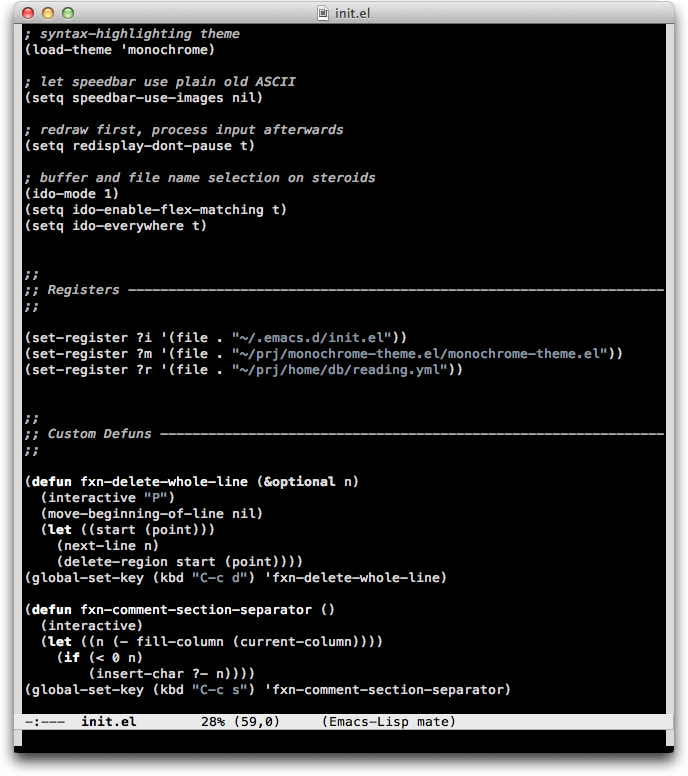 init.el
; syntax-highlighting theme
(load-theme 'monochrome)
; let speedbar use plain old ASCII
(setq speedbar-use-images nil)
; redraw first, process input afterwards
(setq redisplay-dont-pause t)
; buffer and file name selection on steroids
(ido-mode 1)
(setq ido-enable-flex-matching t)
(setq ido-everywhere t)
;;
;; Registers -------------------------------------------------------------------
;;
(set-register ?i '(file . "~/.emacs.d/init.el"))
(set-register ?m '(file . "~/prj/monochrome-theme.el/monochrome-theme.el"))
(set-register ?r '(file . "~/prj/home/db/reading.yml"))
;;
;; Custom Defuns ---------------------------------------------------------------
;;
(defun fxn-delete-whole-line (&optional n)
  (interactive "P")
  (move-beginning-of-line nil)
  (let ((start (point)))
    (next-line n)
    (delete-region start (point))))
(global-set-key (kbd "C-c d") 'fxn-delete-whole-line)
(defun fxn-comment-section-separator ()
  (interactive)
  (let ((n (- fill-column (current-column))))
    (if (< 0 n)
        (insert-char ?- n))))
(global-set-key (kbd "C-c s") 'fxn-comment-section-separator)
-:---  init.el        28% (59,0)     (Emacs-Lisp mate)